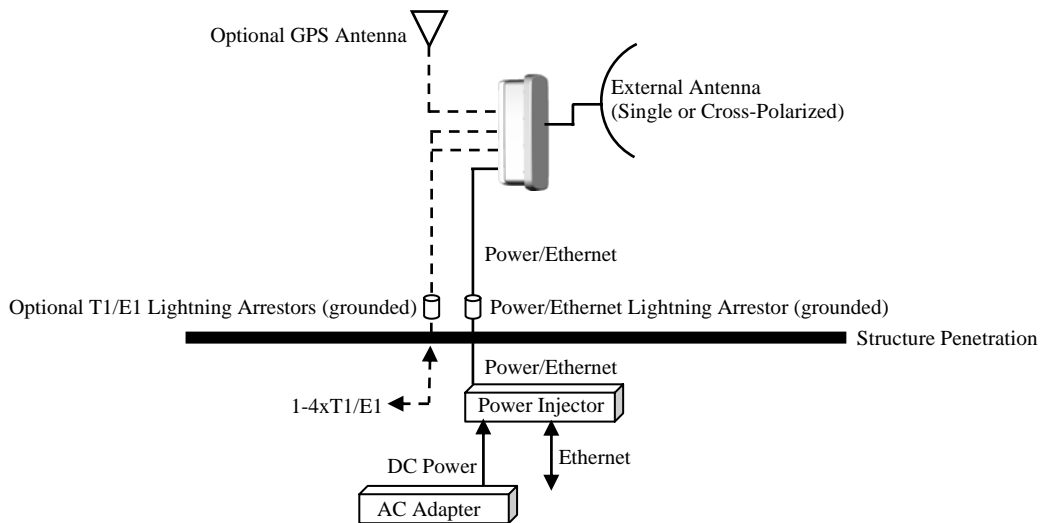 Optional GPS Antenna
External Antenna
(Single or Cross-Polarized)
Power/Ethernet
Optional T1/E1 Lightning Arrestors (grounded)
Power/Ethernet Lightning Arrestor (grounded)
Structure Penetration
Power/Ethernet
1-4xT1/E1
Power Injector
DC Power
Ethernet
AC Adapter